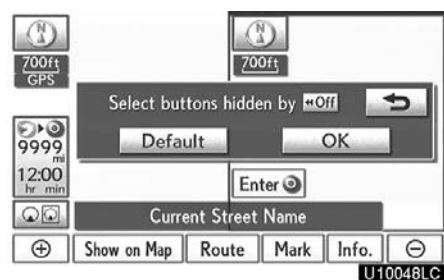 N N
700ft 700ft
GPS
Select buttons hidden by Off
Default OK
9999 mi
12:00
hr min
Enter
Current Street Name
Show on Map Route Mark Info.
U10048LC